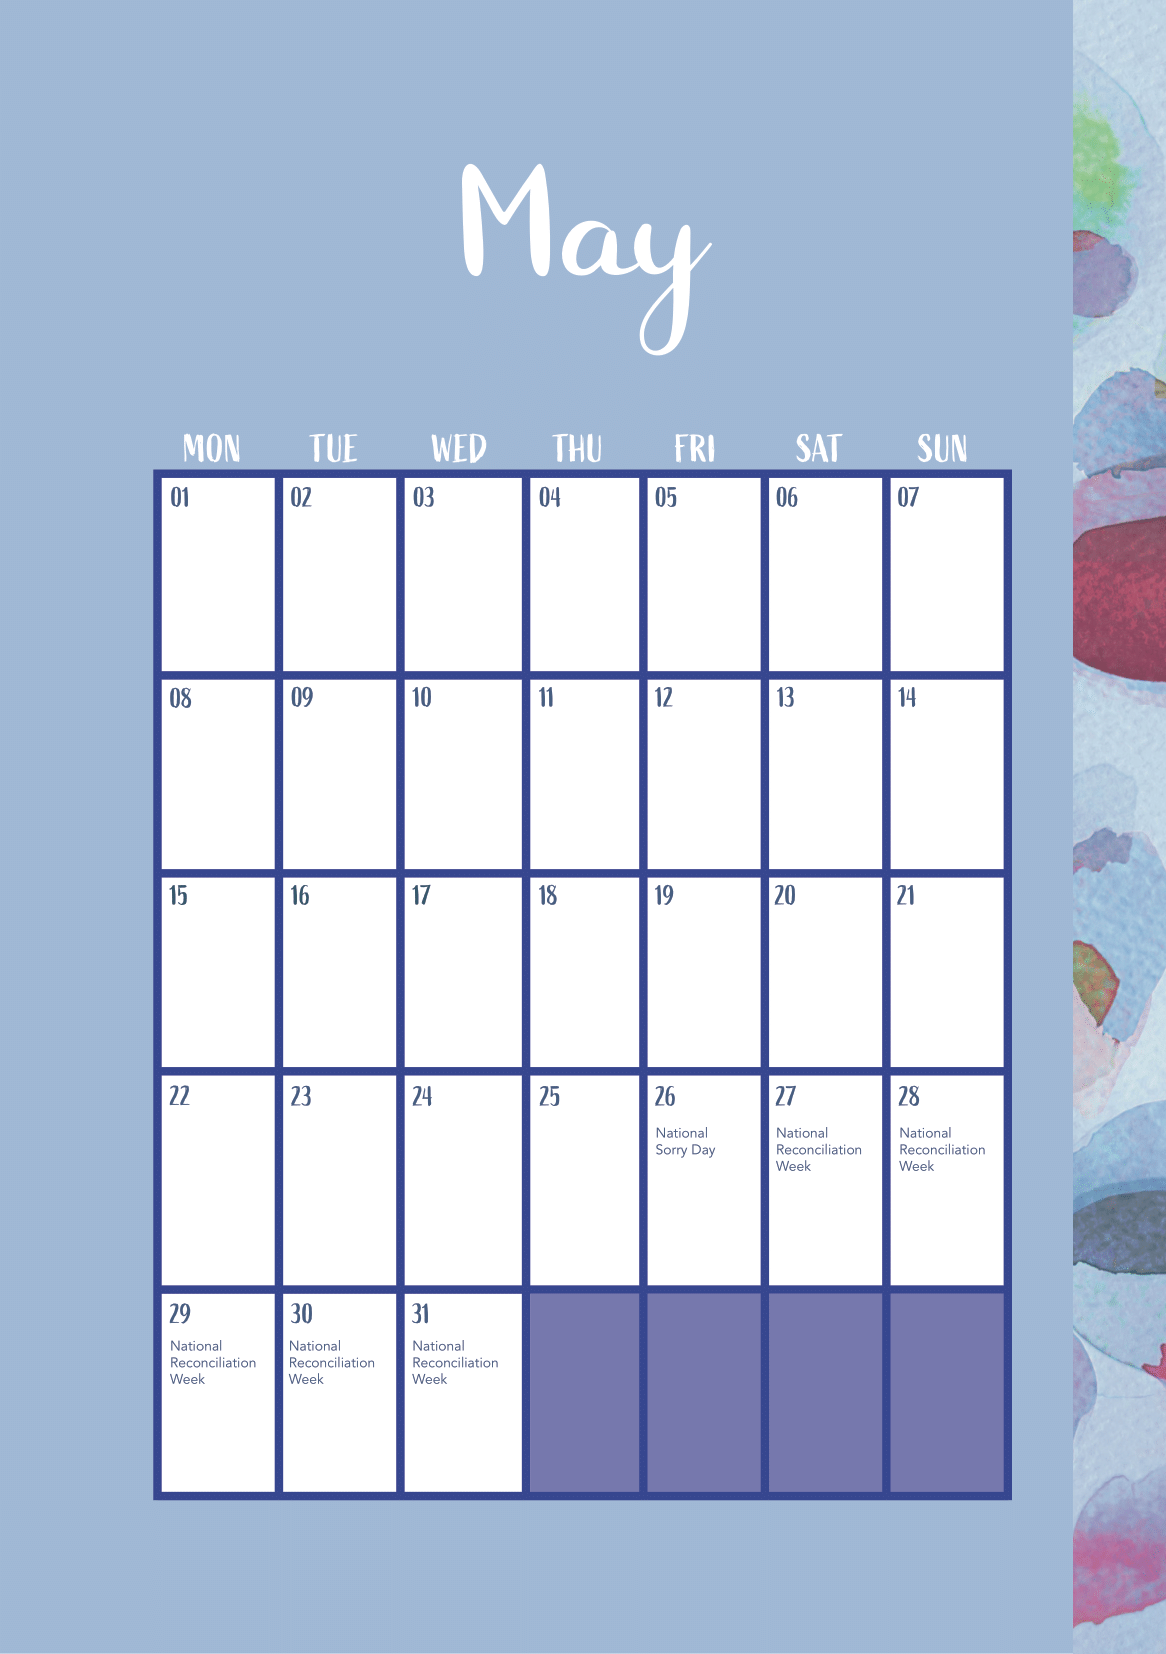 May
MON TUE WED THU FRI SAT SUN
01 02 03 04 05 06 07
08 09 10 11 12 13 14
15 16 17 18 19 20 21
22 23 24 25 26 27 28
National
Sorry Day
National
Reconciliation
Week
National
Reconciliation
Week
29 30 31
National
Reconciliation
Week
National
Reconciliation
Week
National
Reconciliation
Week